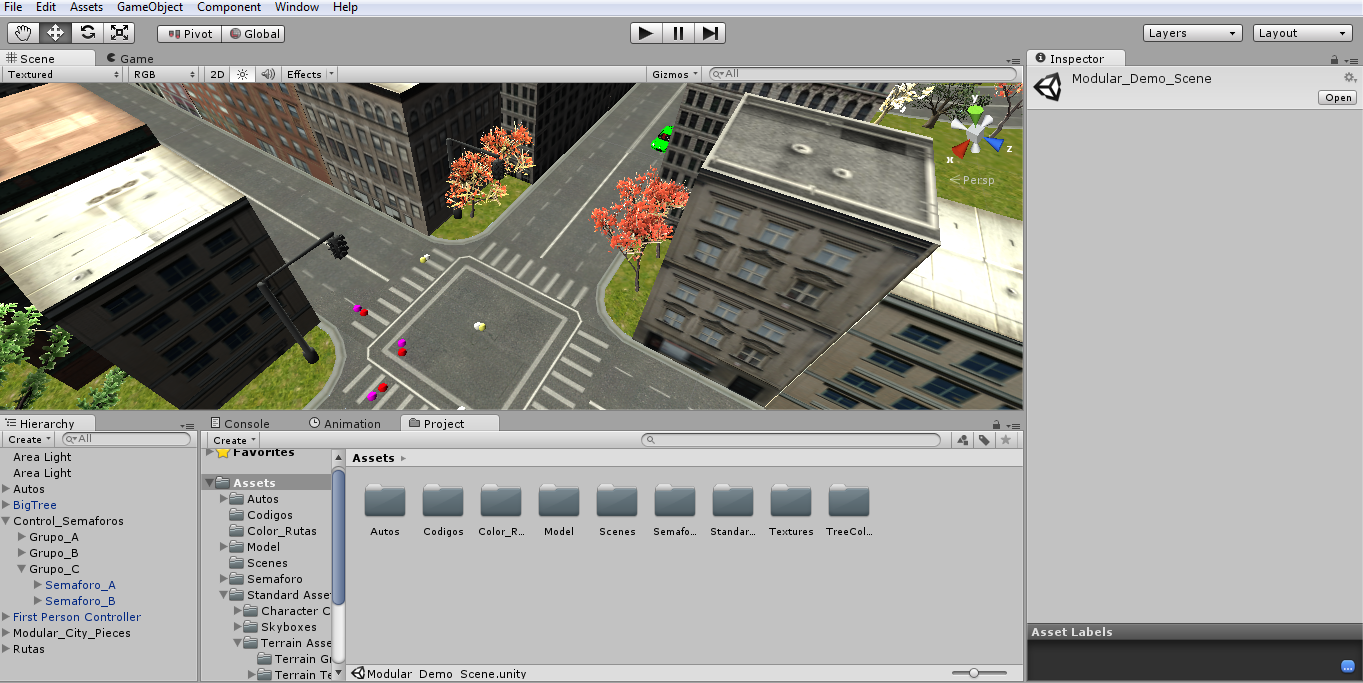 File Edit Assets GameObject Component Window Help
Pivot Global Layers Layout
Scene Game
Textured RGB 2D Effects Gizmos All
y
x
z
Persp
Inspector
Modular_Demo_Scene
Open
Hierarchy
Create All
Area Light
Area Light
Autos
BigTree
Control_Semaforos
Grupo_A
Grupo_B
Grupo_C
Semaforo_A
Semaforo_B
First Person Controller
Modular_City_Pieces
Rutas
Console Animation Project
Create
Favorites
Assets
Autos
Codigos
Color_Rutas
Model
Scenes
Semaforo
Standard Asse
Character C
Skyboxes
Terrain Asse
Terrain Gr
Terrain Te
Assets
Autos Codigos Color_R... Model Scenes Semafo... Standar... Textures TreeCol...
Modular_Demo_Scene.unity
Asset Labels